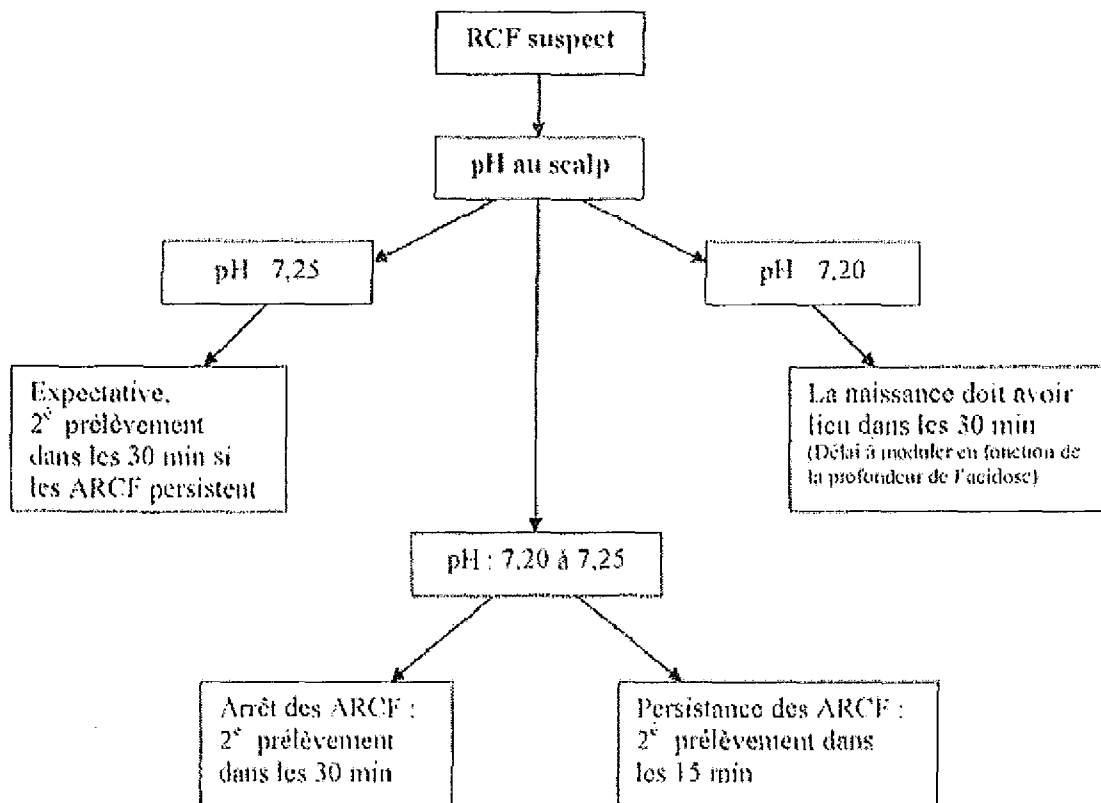 RCF suspect
pH au scalp
pH 7,25
pH 7,20
Expectative,
2è prélèvement
dans les 30 min si
les ARCF persistent
La naissance doit avoir
lieu dans les 30 min
(Délai à moduler en fonction de
la profondeur de l'acidose)
pH : 7,20 à 7,25
Arrêt des ARCF :
2è prélèvement
dans les 30 min
Persistance des ARCF :
2è prélèvement dans
les 15 min